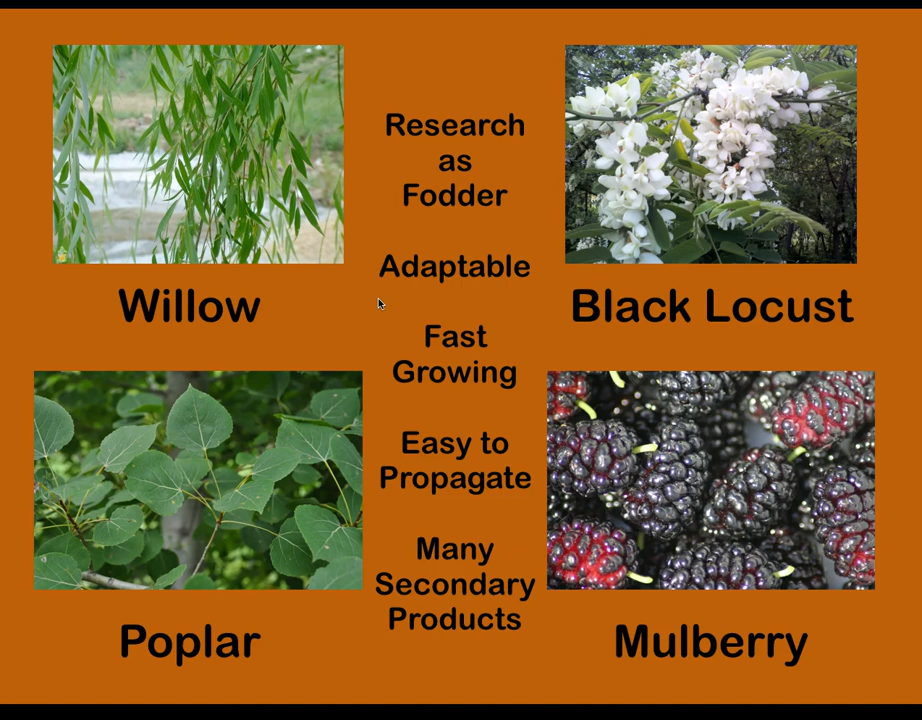 Research
as
Fodder
Adaptable
Fast
Growing
Easy to
Propagate
Many
Secondary
Products
Willow
Black Locust
Poplar
Mulberry